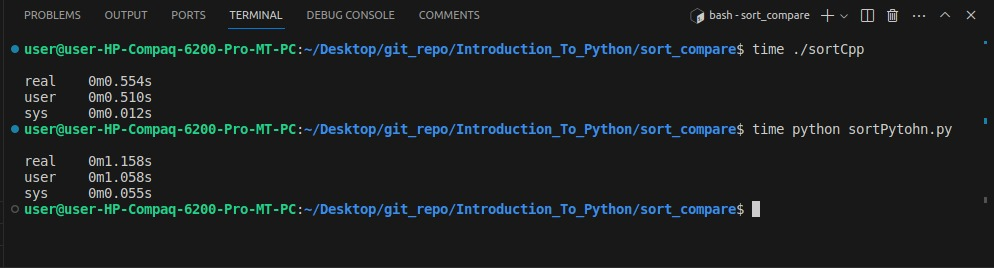 PROBLEMS OUTPUT PORTS TERMINAL DEBUG CONSOLE COMMENTS bash - sort_compare
user@user-HP-Compaq-6200-Pro-MT-PC:~/Desktop/git_repo/Introduction_To_Python/sort_compare$ time ./sortCpp
real 0m0.554s
user 0m0.510s
sys 0m0.012s
user@user-HP-Compaq-6200-Pro-MT-PC:~/Desktop/git_repo/Introduction_To_Python/sort_compare$ time python sortPytohn.py
real 0m1.158s
user 0m1.058s
sys 0m0.055s
user@user-HP-Compaq-6200-Pro-MT-PC:~/Desktop/git_repo/Introduction_To_Python/sort_compare$